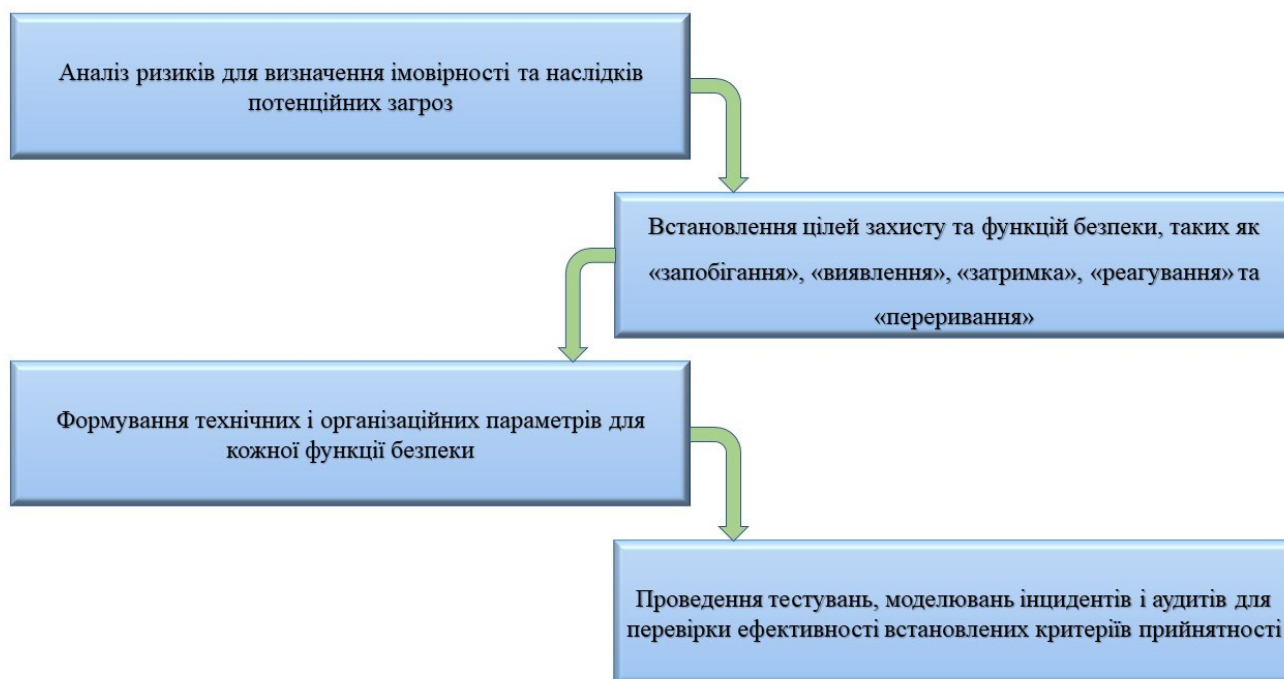 Аналіз ризиків для визначення імовірності та наслідків
потенційних загроз
Встановлення цілей захисту та функцій безпеки, таких як
«запобігання», «виявлення», «затримка», «реагування» та
«переривання»
Формування технічних і організаційних параметрів для
кожної функції безпеки
Проведення тестувань, моделювань інцидентів і аудитів для
перевірки ефективності встановлених критеріїв прийнятності